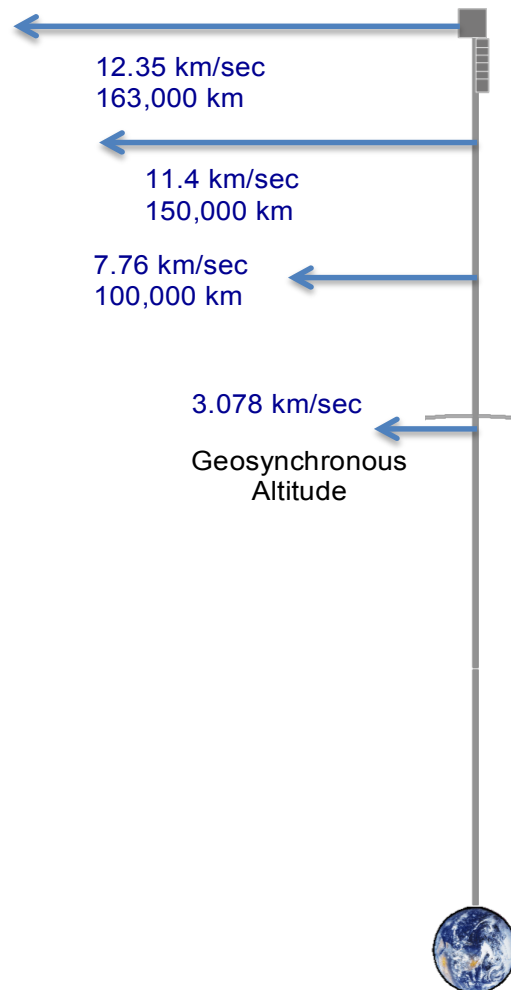 12.35 km/sec
163,000 km
11.4 km/sec
150,000 km
7.76 km/sec
100,000 km
3.078 km/sec
Geosynchronous
Altitude